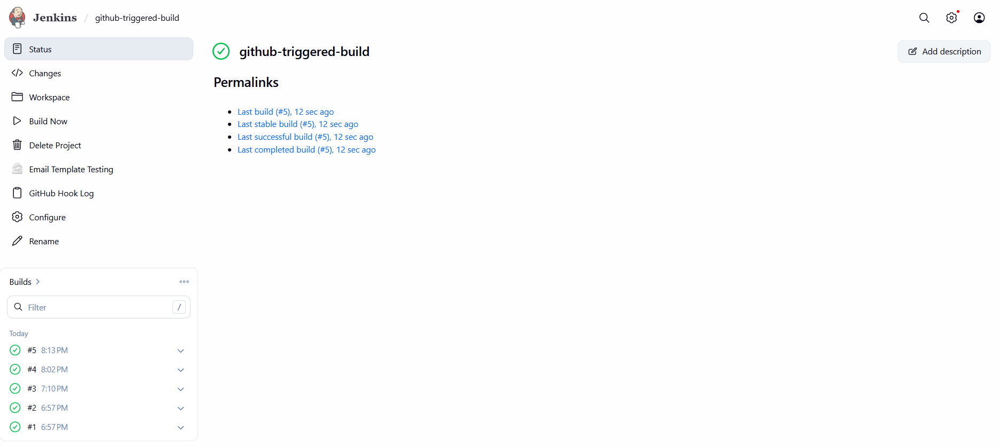 Jenkins / github-triggered-build
Status
Changes
Workspace
Build Now
Delete Project
Email Template Testing
GitHub Hook Log
Configure
Rename
Builds
Filter /
Today
#5 8:13 PM
#4 8:02 PM
#3 7:10 PM
#2 6:57 PM
#1 6:57 PM
github-triggered-build
Add description
Permalinks
Last build (#5), 12 sec ago
Last stable build (#5), 12 sec ago
Last successful build (#5), 12 sec ago
Last completed build (#5), 12 sec ago